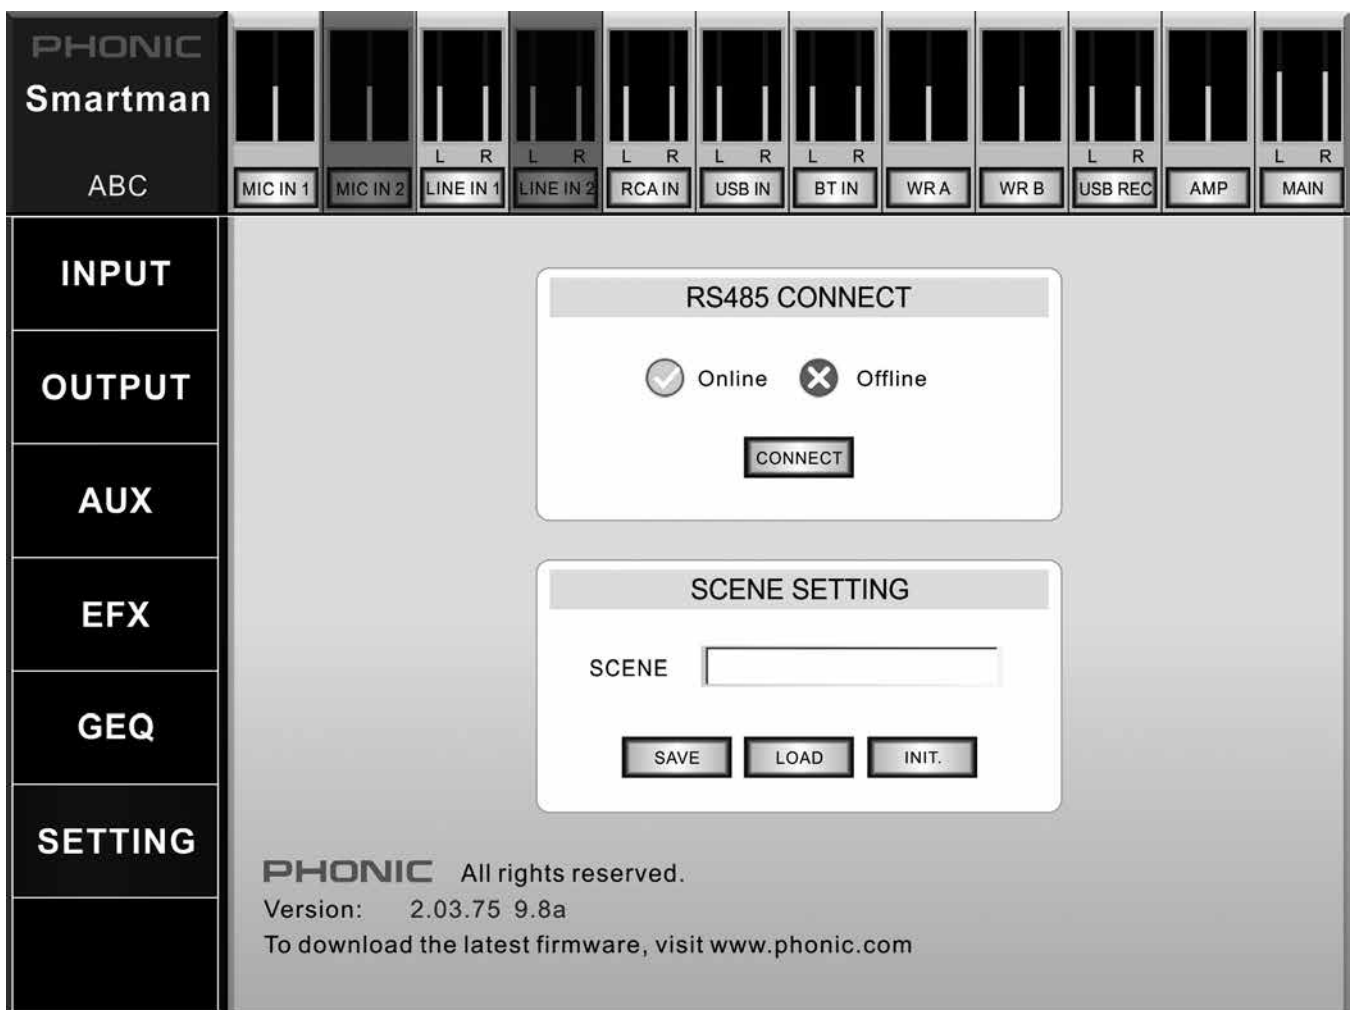 PHONIC
Smartman
ABC
L R L R L R L R L R L R L R
MIC IN 1 MIC IN 2 LINE IN 1 LINE IN 2 RCA IN USB IN BT IN WR A WR B USB REC AMP MAIN
INPUT
OUTPUT
AUX
EFX
GEQ
SETTING
RS485 CONNECT
Online Offline
CONNECT
SCENE SETTING
SCENE
SAVE LOAD INIT.
PHONIC All rights reserved.
Version: 2.03.75 9.8a
To download the latest firmware, visit www.phonic.com